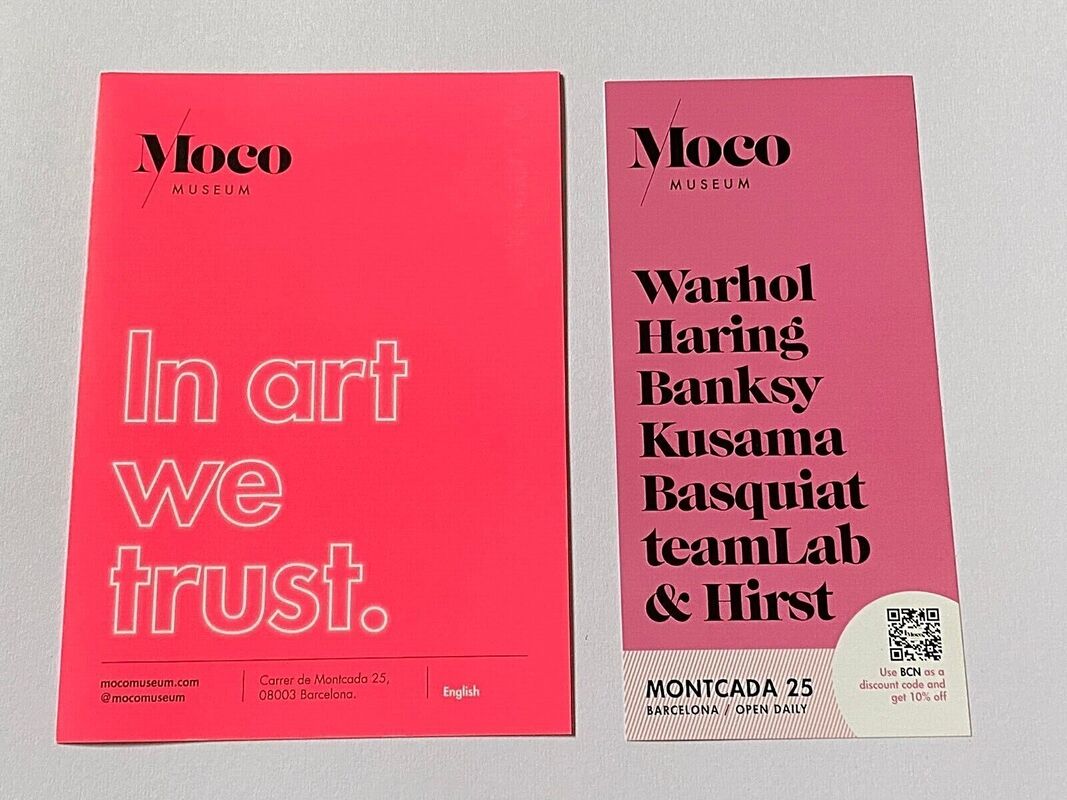 Moco
MUSEUM
In art
we
trust.
mocomuseum.com
@mocomuseum
Carrer de Montcada 25,
08003 Barcelona.
English
Moco
MUSEUM
Warhol
Haring
Banksy
Kusama
Basquiat
teamLab
& Hirst
MONTCADA 25
BARCELONA / OPEN DAILY
Moco
Use BCN as a
discount code and
get 10% off